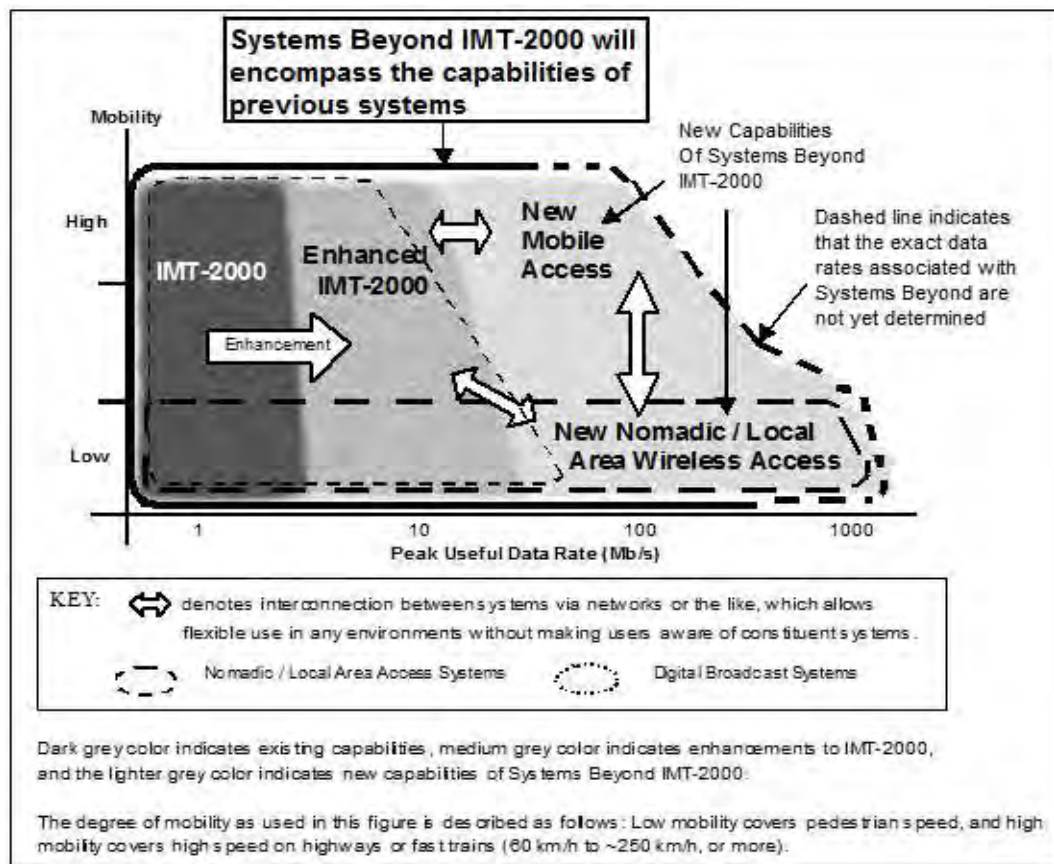 Systems Beyond IMT-2000 will
encompass the capabilities of
previous systems
Mobility
New Capabilities
Of Systems Beyond
IMT-2000
High
New
Mobile
Access
Dashed line indicates
that the exact data
rates associated with
Systems Beyond are
not yet determined
IMT-2000
Enhanced
IMT-2000
Enhancement
Low
New Nomadic / Local
Area Wireless Access
1 10 100 1000
Peak Useful Data Rate (Mb/s)
KEY: denotes interconnection between systems via networks or the like, which allows
flexible use in any environments without making users aware of constituent systems.
Nomadic / Local Area Access Systems Digital Broadcast Systems
Dark grey color indicates existing capabilities, medium grey color indicates enhancements to IMT-2000,
and the lighter grey color indicates new capabilities of Systems Beyond IMT-2000.
The degree of mobility as used in this figure is described as follows: Low mobility covers pedestrian speed, and high
mobility covers high speed on highways or fast trains (60 km/h to ~250 km/h, or more).